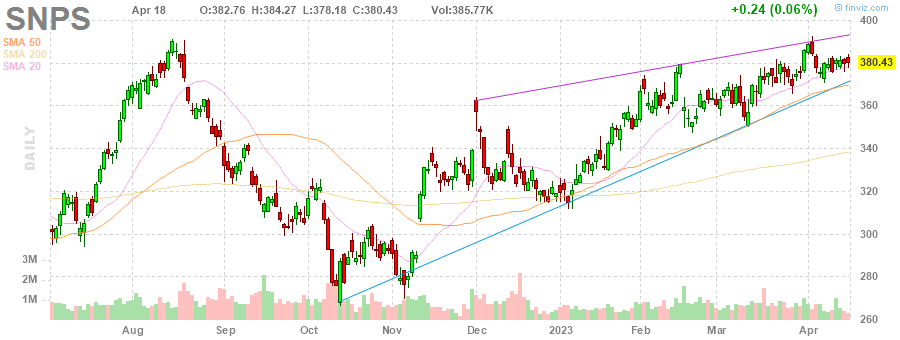 SNPS
Apr 18 O:382.76 H:384.27 L:378.18 C:380.43 Vol:385.77K +0.24 (0.06%) © finviz.com
SMA 50
SMA 200
SMA 20
DAILY
400
380.43
360
340
320
300
280
260
3M
2M
1M
Aug Sep Oct Nov Dec 2023 Feb Mar Apr